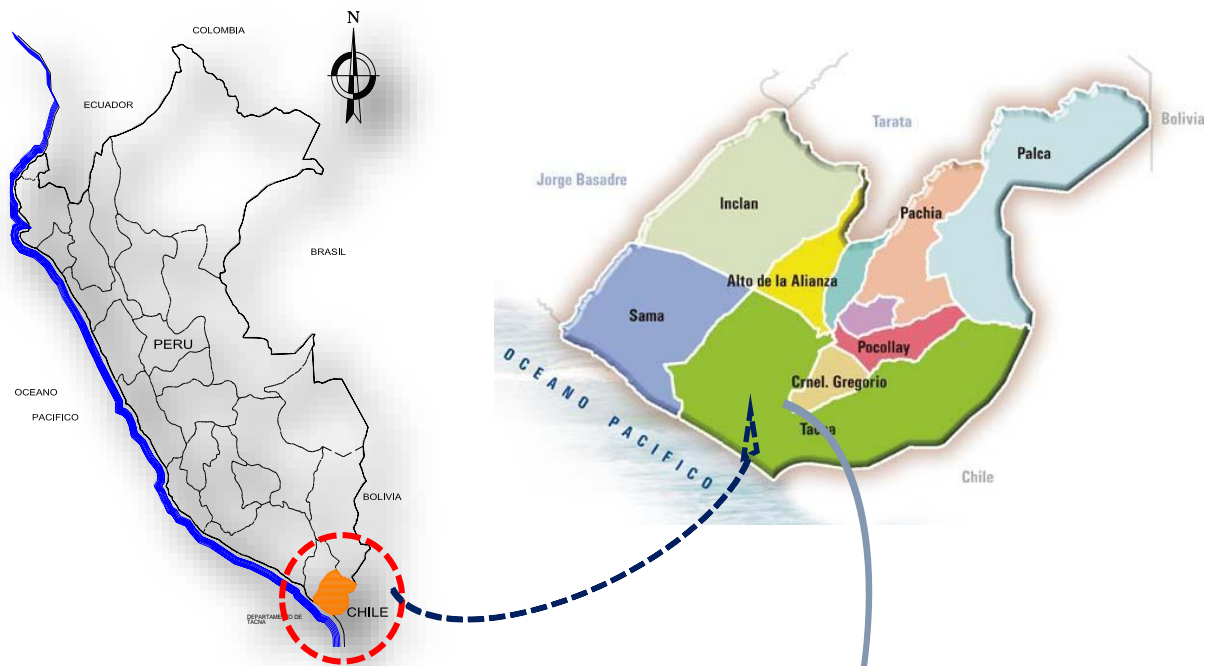 COLOMBIA
N
ECUADOR
BRASIL
PERU
OCEANO
PACIFICO
BOLIVIA
DEPARTAMENTO DE
TACNA
CHILE
Bolivia
Tarata
Palca
Jorge Basadre
Inclan
Pachia
Alto de la Alianza
Sama
Pocollay
Crnel. Gregorio
OCEANO PACIFICO
Tacna
Chile